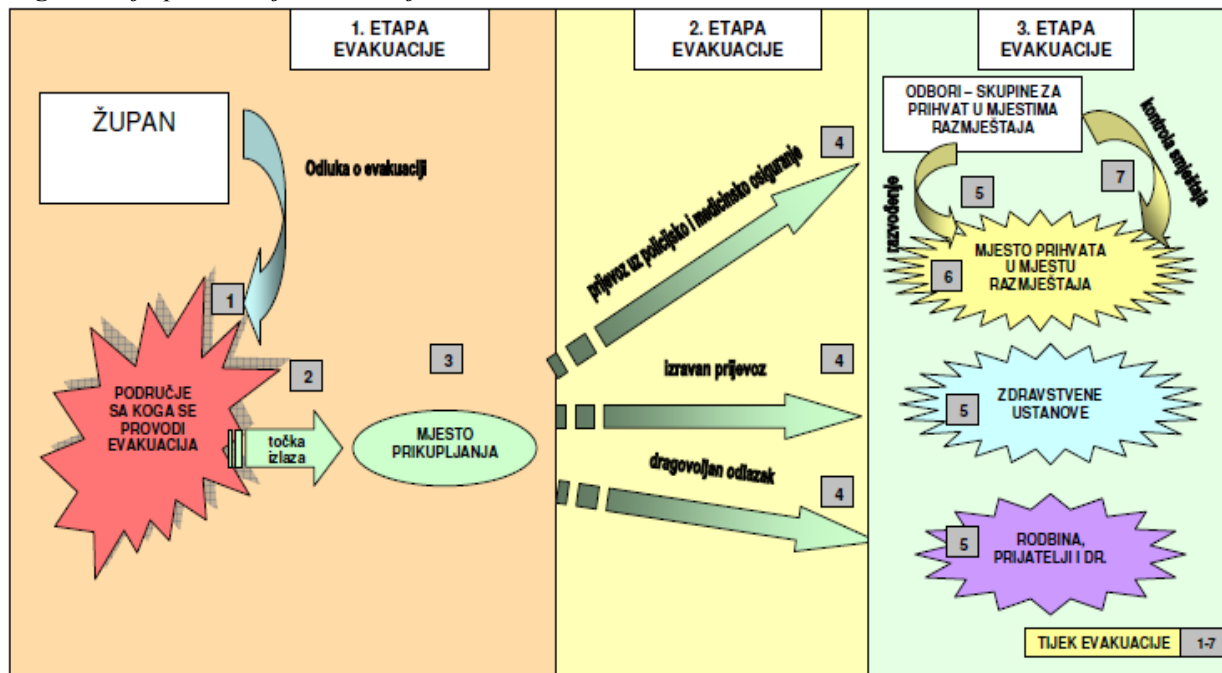 1. ETAPA
EVAKUACIJE
2. ETAPA
EVAKUACIJE
3. ETAPA
EVAKUACIJE
ŽUPAN
Odluka o evakuaciji
1
PODRUČJE
SA KOGA SE
PROVODI
EVAKUACIJA
2
točka
izlaza
3
MJESTO
PRIKUPLJANJA
prijevoz uz policijsko i medicinsko osiguranje
4
izravan prijevoz
4
dragovoljan odlazak
4
ODBORI – SKUPINE ZA
PRIHVAT U MJESTIMA
RAZMJEŠTAJA
razvođenje
5
7
kontrola smještaja
MJESTO PRIHVATA
U MJESTU
RAZMJEŠTAJA
6
ZDRAVSTVENE
USTANOVE
5
RODBINA,
PRIJATELJI I DR.
5
TIJEK EVAKUACIJE
1-7